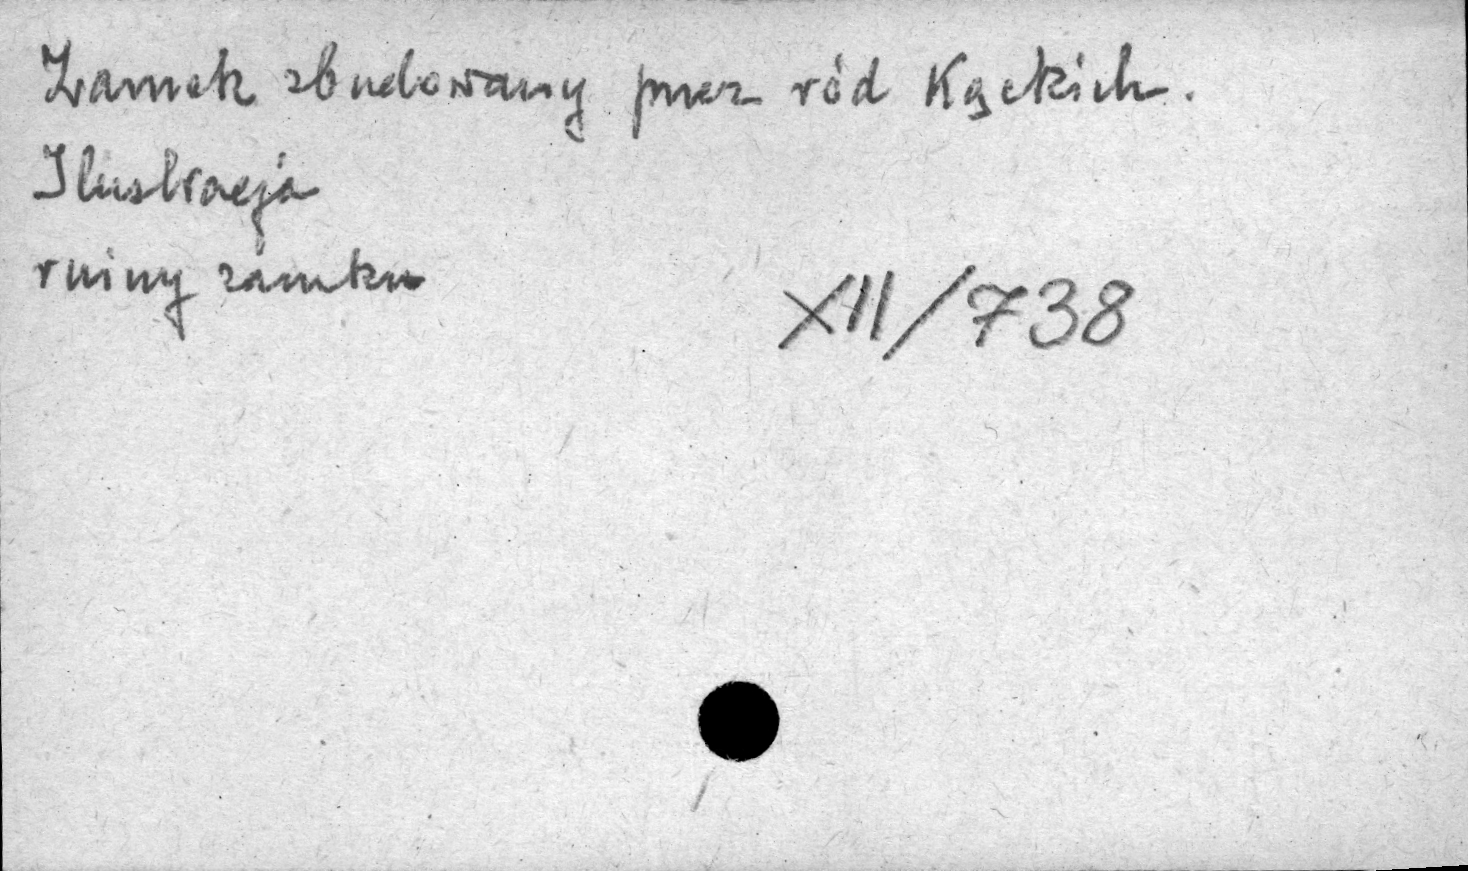 Zamek zbudowany przez ród Kąckich.
Ilustracja
ruiny zamku
XII/738